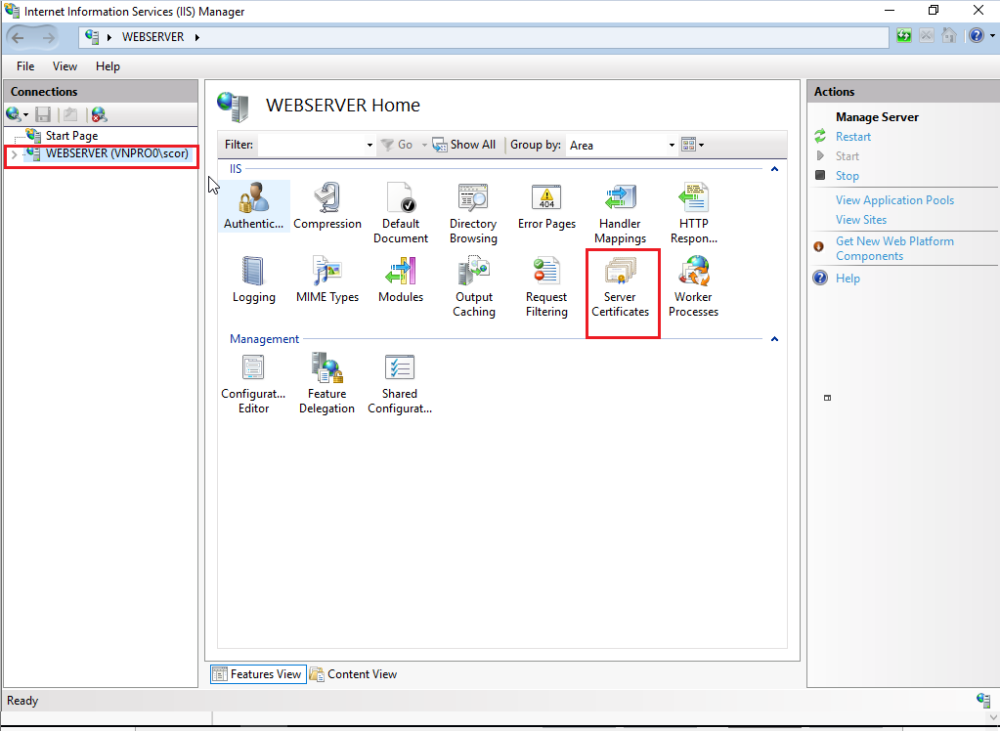 Internet Information Services (IIS) Manager
WEBSERVER
File View Help
Connections
Start Page
WEBSERVER (VNPRO0\scor)
WEBSERVER Home
Filter: Go Show All Group by: Area
IIS
Authentic... Compression Default Directory Error Pages Handler HTTP
Document Browsing Mappings Respon...
404
Logging MIME Types Modules Output Request Server Worker
Caching Filtering Certificates Processes
Management
Configurat... Feature Shared
Editor Delegation Configurat...
Features View Content View
Actions
Manage Server
Restart
Start
Stop
View Application Pools
View Sites
Get New Web Platform
Components
Help
Ready